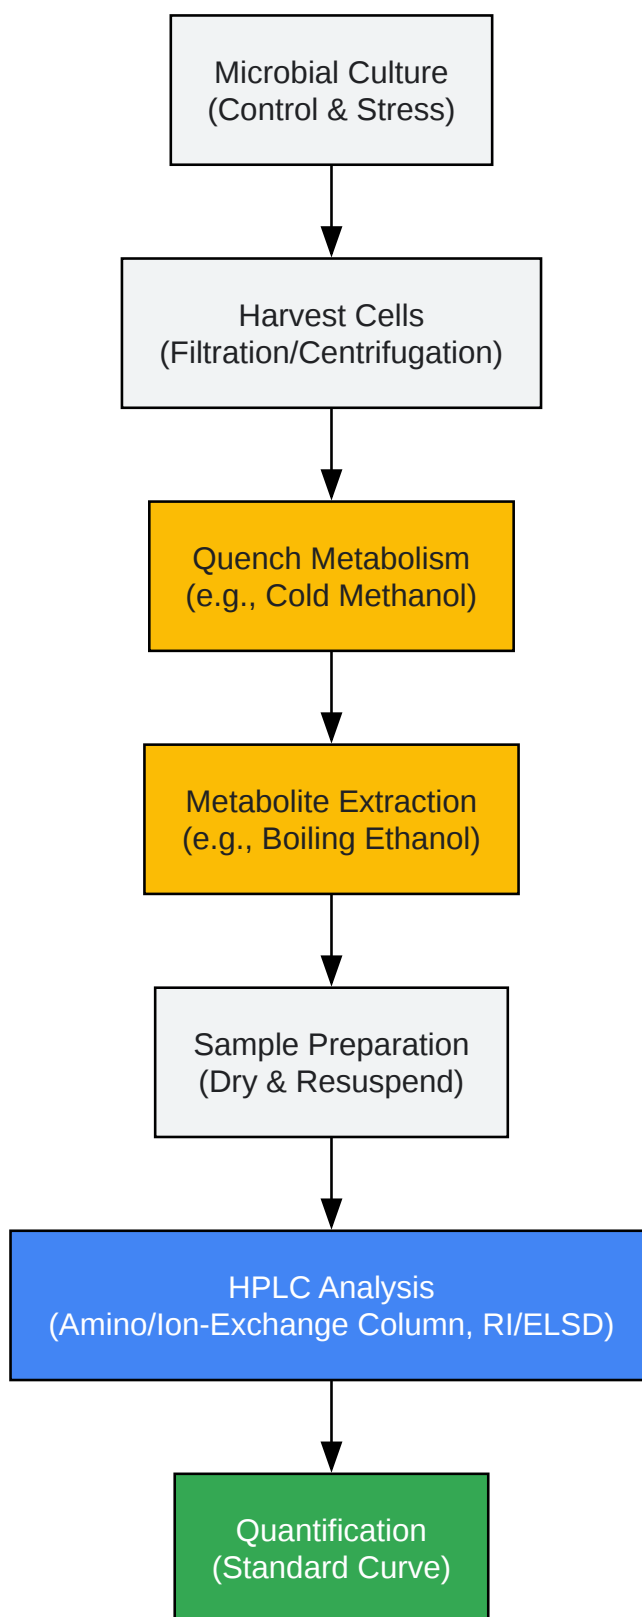 Microbial Culture
(Control & Stress)
Harvest Cells
(Filtration/Centrifugation)
Quench Metabolism
(e.g., Cold Methanol)
Metabolite Extraction
(e.g., Boiling Ethanol)
Sample Preparation
(Dry & Resuspend)
HPLC Analysis
(Amino/Ion-Exchange Column, RI/ELSD)
Quantification
(Standard Curve)